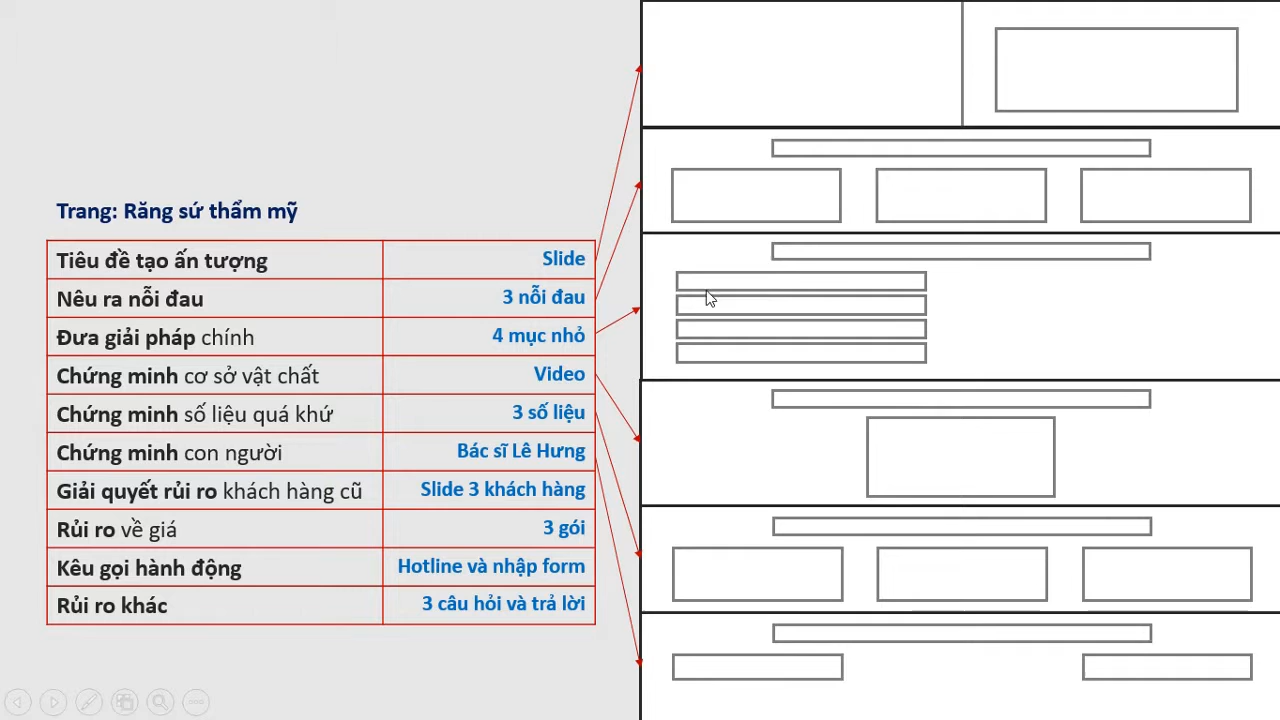 Trang: Răng sứ thẩm mỹ
Tiêu đề tạo ấn tượng Slide
Nêu ra nỗi đau 3 nỗi đau
Đưa giải pháp chính 4 mục nhỏ
Chứng minh cơ sở vật chất Video
Chứng minh số liệu quá khứ 3 số liệu
Chứng minh con người Bác sĩ Lê Hưng
Giải quyết rủi ro khách hàng cũ Slide 3 khách hàng
Rủi ro về giá 3 gói
Kêu gọi hành động Hotline và nhập form
Rủi ro khác 3 câu hỏi và trả lời